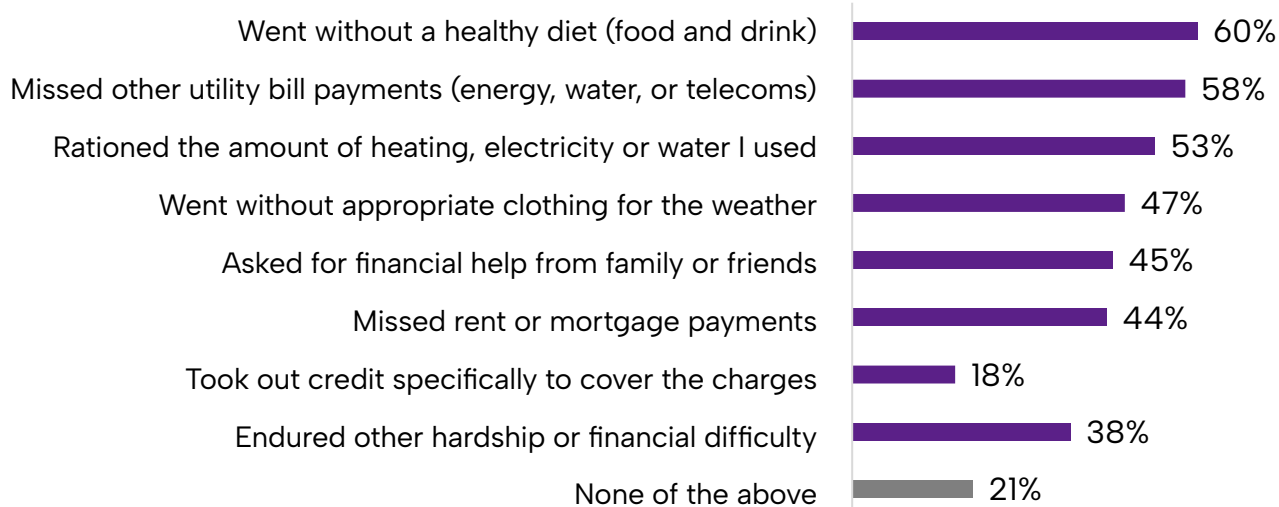 Went without a healthy diet (food and drink) 60%
Missed other utility bill payments (energy, water, or telecoms) 58%
Rationed the amount of heating, electricity or water I used 53%
Went without appropriate clothing for the weather 47%
Asked for financial help from family or friends 45%
Missed rent or mortgage payments 44%
Took out credit specifically to cover the charges 18%
Endured other hardship or financial difficulty 38%
None of the above 21%